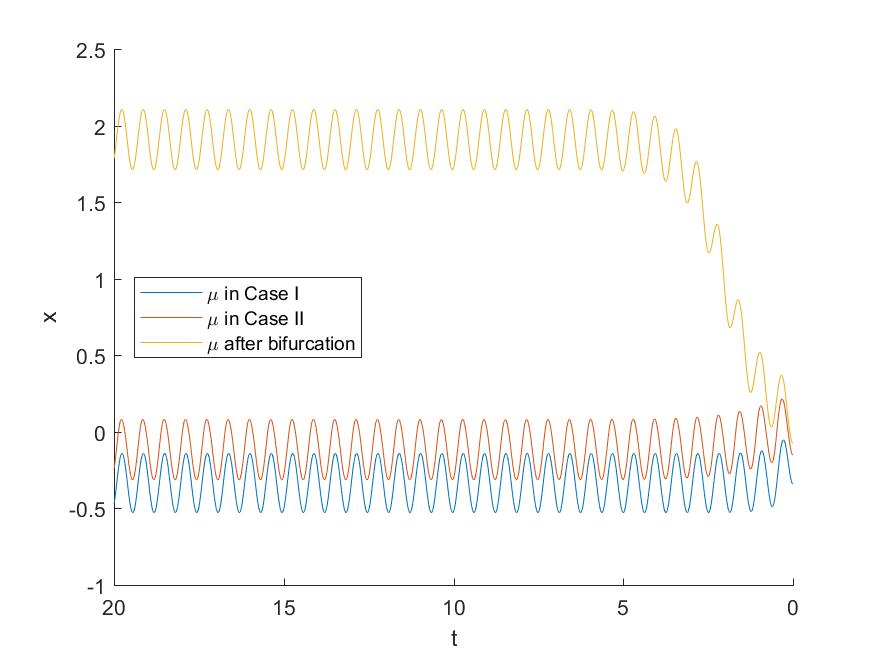 2.5
2
1.5
1
0.5
0
-0.5
-1
x
μ in Case I
μ in Case II
μ after bifurcation
20 15 10 5 0
t